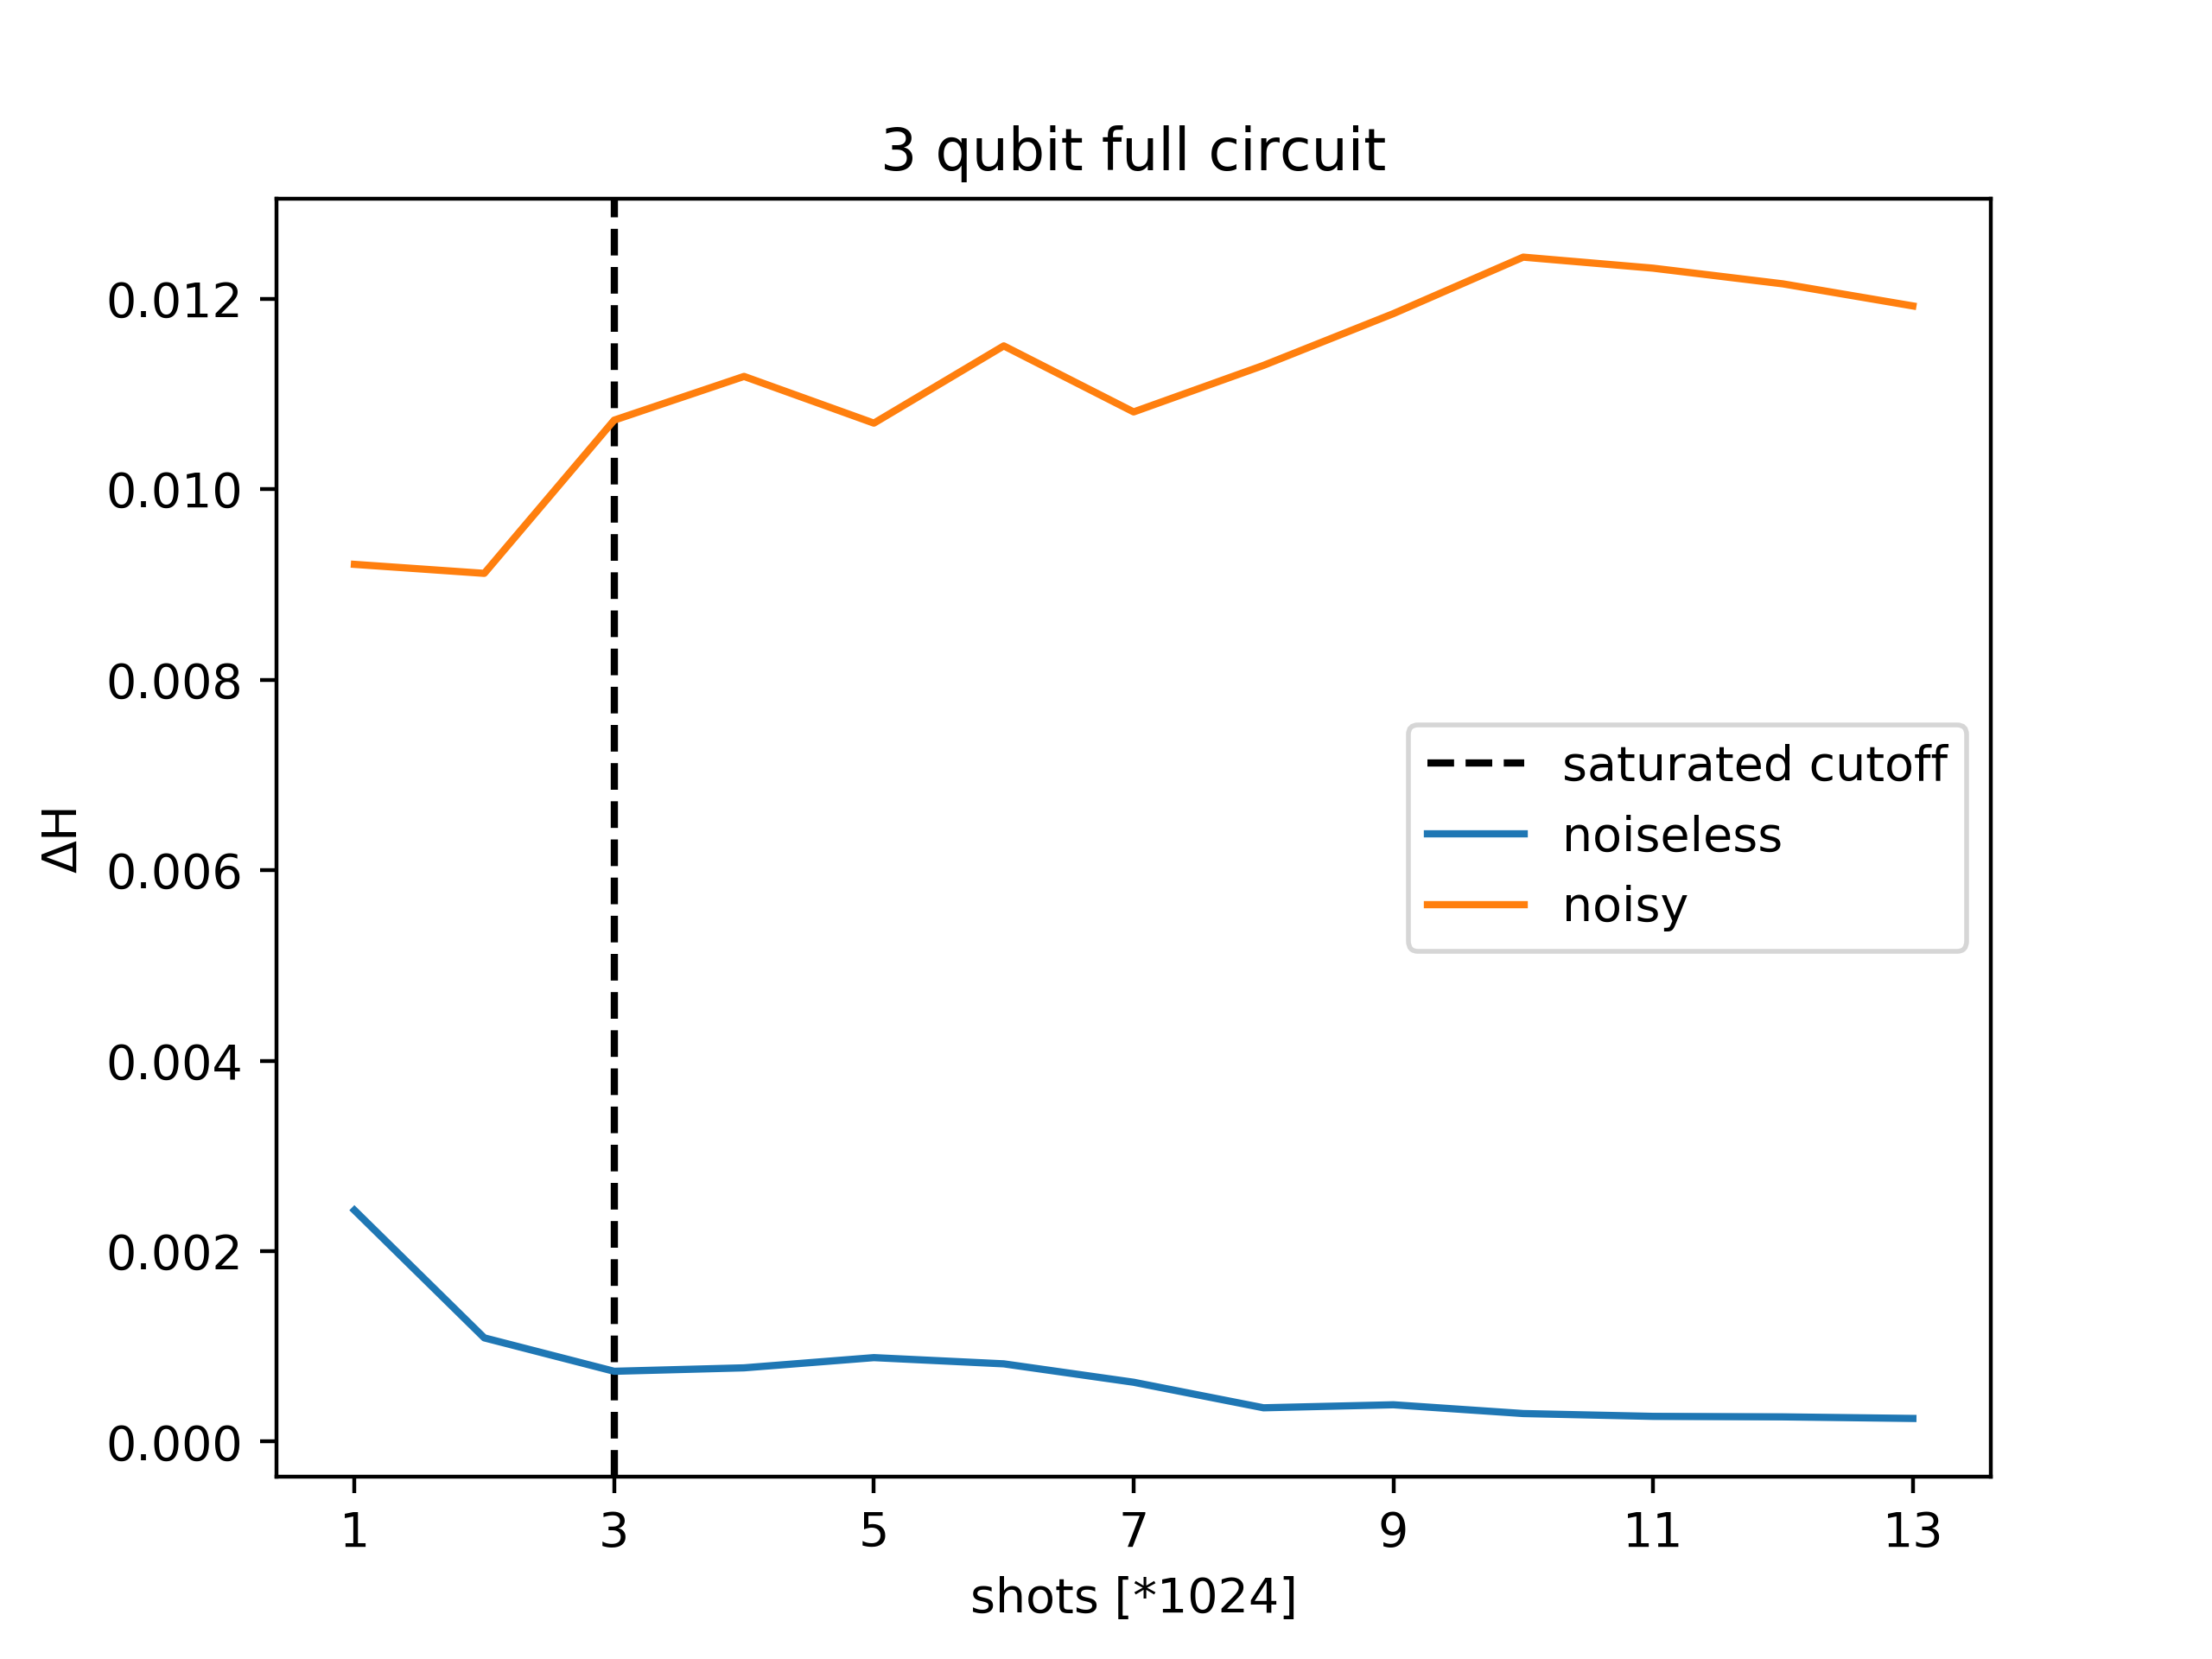 3 qubit full circuit
0.012
0.010
0.008
0.006
0.004
0.002
0.000
ΔH
saturated cutoff
noiseless
noisy
1 3 5 7 9 11 13
shots [*1024]